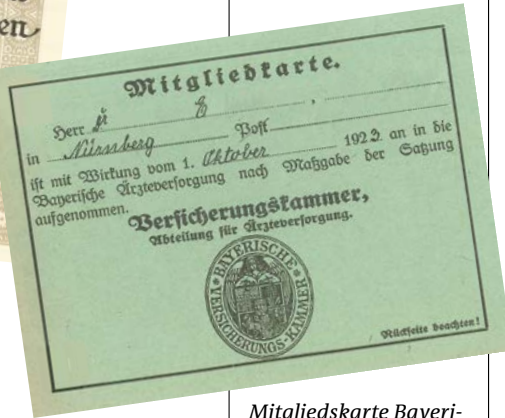 en
Mitgliedkarte.
Herr
in Nürnberg Post
ist mit Wirkung vom 1. Oktober 1923 an in die
Bayerische Ärzteversorgung nach Maßgabe der Satzung
aufgenommen.
Versicherungskammer,
Abteilung für Ärzteversorgung.
BAYERISCHE
VERSICHERUNGS-KAMMER
Rückseite beachten!
Mitgliedskarte Bayeri-